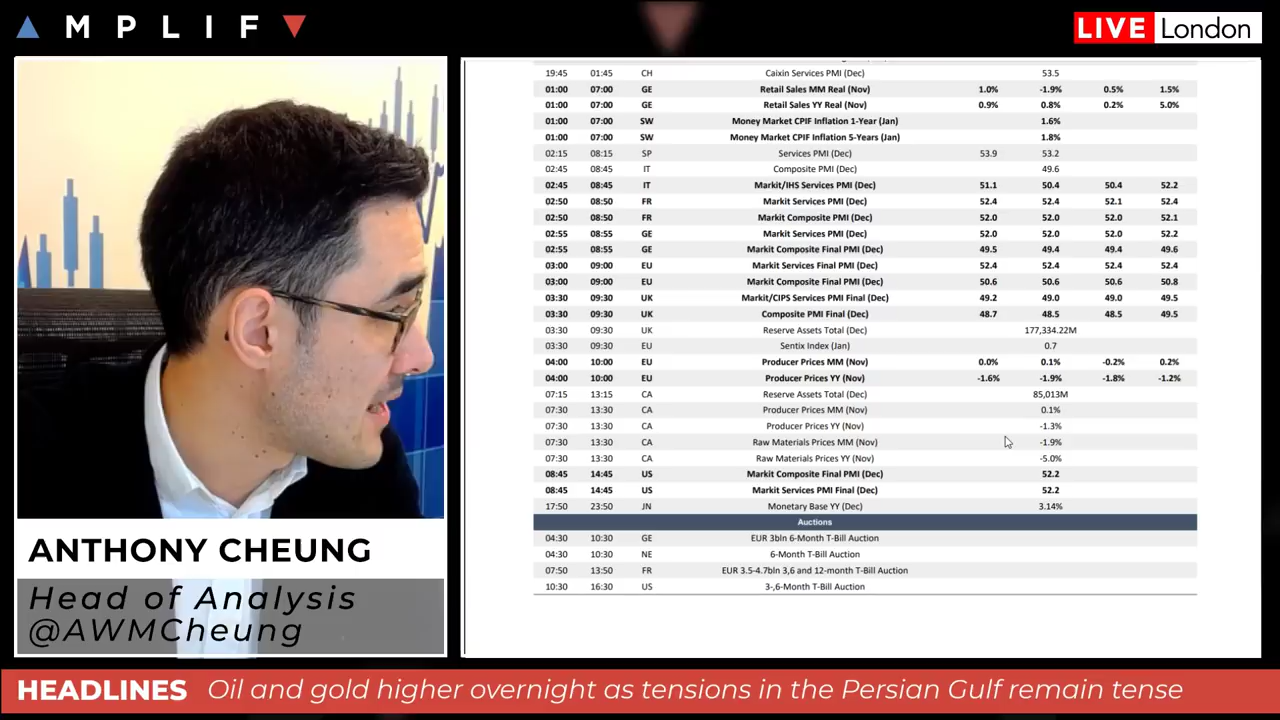 AMPLIFY
LIVE London
19:45 01:45 CH Caixin Services PMI (Dec) 53.5
01:00 07:00 GE Retail Sales MM Real (Nov) 1.0% -1.9% 0.5% 1.5%
01:00 07:00 GE Retail Sales YY Real (Nov) 0.9% 0.8% 0.2% 5.0%
01:00 07:00 SW Money Market CPIF Inflation 1-Year (Jan) 1.6%
01:00 07:00 SW Money Market CPIF Inflation 5-Years (Jan) 1.8%
02:15 08:15 SP Services PMI (Dec) 53.9 53.2
02:45 08:45 IT Composite PMI (Dec) 49.6
02:45 08:45 IT Markit/IHS Services PMI (Dec) 51.1 50.4 50.4 52.2
02:50 08:50 FR Markit Services PMI (Dec) 52.4 52.4 52.1 52.4
02:50 08:50 FR Markit Composite PMI (Dec) 52.0 52.0 52.0 52.1
02:55 08:55 GE Markit Services PMI (Dec) 52.0 52.0 52.0 52.2
02:55 08:55 GE Markit Composite Final PMI (Dec) 49.5 49.4 49.4 49.6
03:00 09:00 EU Markit Services Final PMI (Dec) 52.4 52.4 52.4 52.4
03:00 09:00 EU Markit Composite Final PMI (Dec) 50.6 50.6 50.6 50.8
03:30 09:30 UK Markit/CIPS Services PMI Final (Dec) 49.2 49.0 49.0 49.5
03:30 09:30 UK Composite PMI Final (Dec) 48.7 48.5 48.5 49.5
03:30 09:30 UK Reserve Assets Total (Dec) 177,334.22M
03:30 09:30 EU Sentix Index (Jan) 0.7
04:00 10:00 EU Producer Prices MM (Nov) 0.0% 0.1% -0.2% 0.2%
04:00 10:00 EU Producer Prices YY (Nov) -1.6% -1.9% -1.8% -1.2%
07:15 13:15 CA Reserve Assets Total (Dec) 85,013M
07:30 13:30 CA Producer Prices MM (Nov) 0.1%
07:30 13:30 CA Producer Prices YY (Nov) -1.3%
07:30 13:30 CA Raw Materials Prices MM (Nov) -1.9%
07:30 13:30 CA Raw Materials Prices YY (Nov) -5.0%
08:45 14:45 US Markit Composite Final PMI (Dec) 52.2
08:45 14:45 US Markit Services PMI Final (Dec) 52.2
17:50 23:50 JN Monetary Base YY (Dec) 3.14%
Auctions
04:30 10:30 GE EUR 3bln 6-Month T-Bill Auction
04:30 10:30 NE 6-Month T-Bill Auction
07:50 13:50 FR EUR 3.5-4.7bln 3,6 and 12-month T-Bill Auction
10:30 16:30 US 3-,6-Month T-Bill Auction
ANTHONY CHEUNG
Head of Analysis
@AWMCheung
HEADLINES Oil and gold higher overnight as tensions in the Persian Gulf remain tense